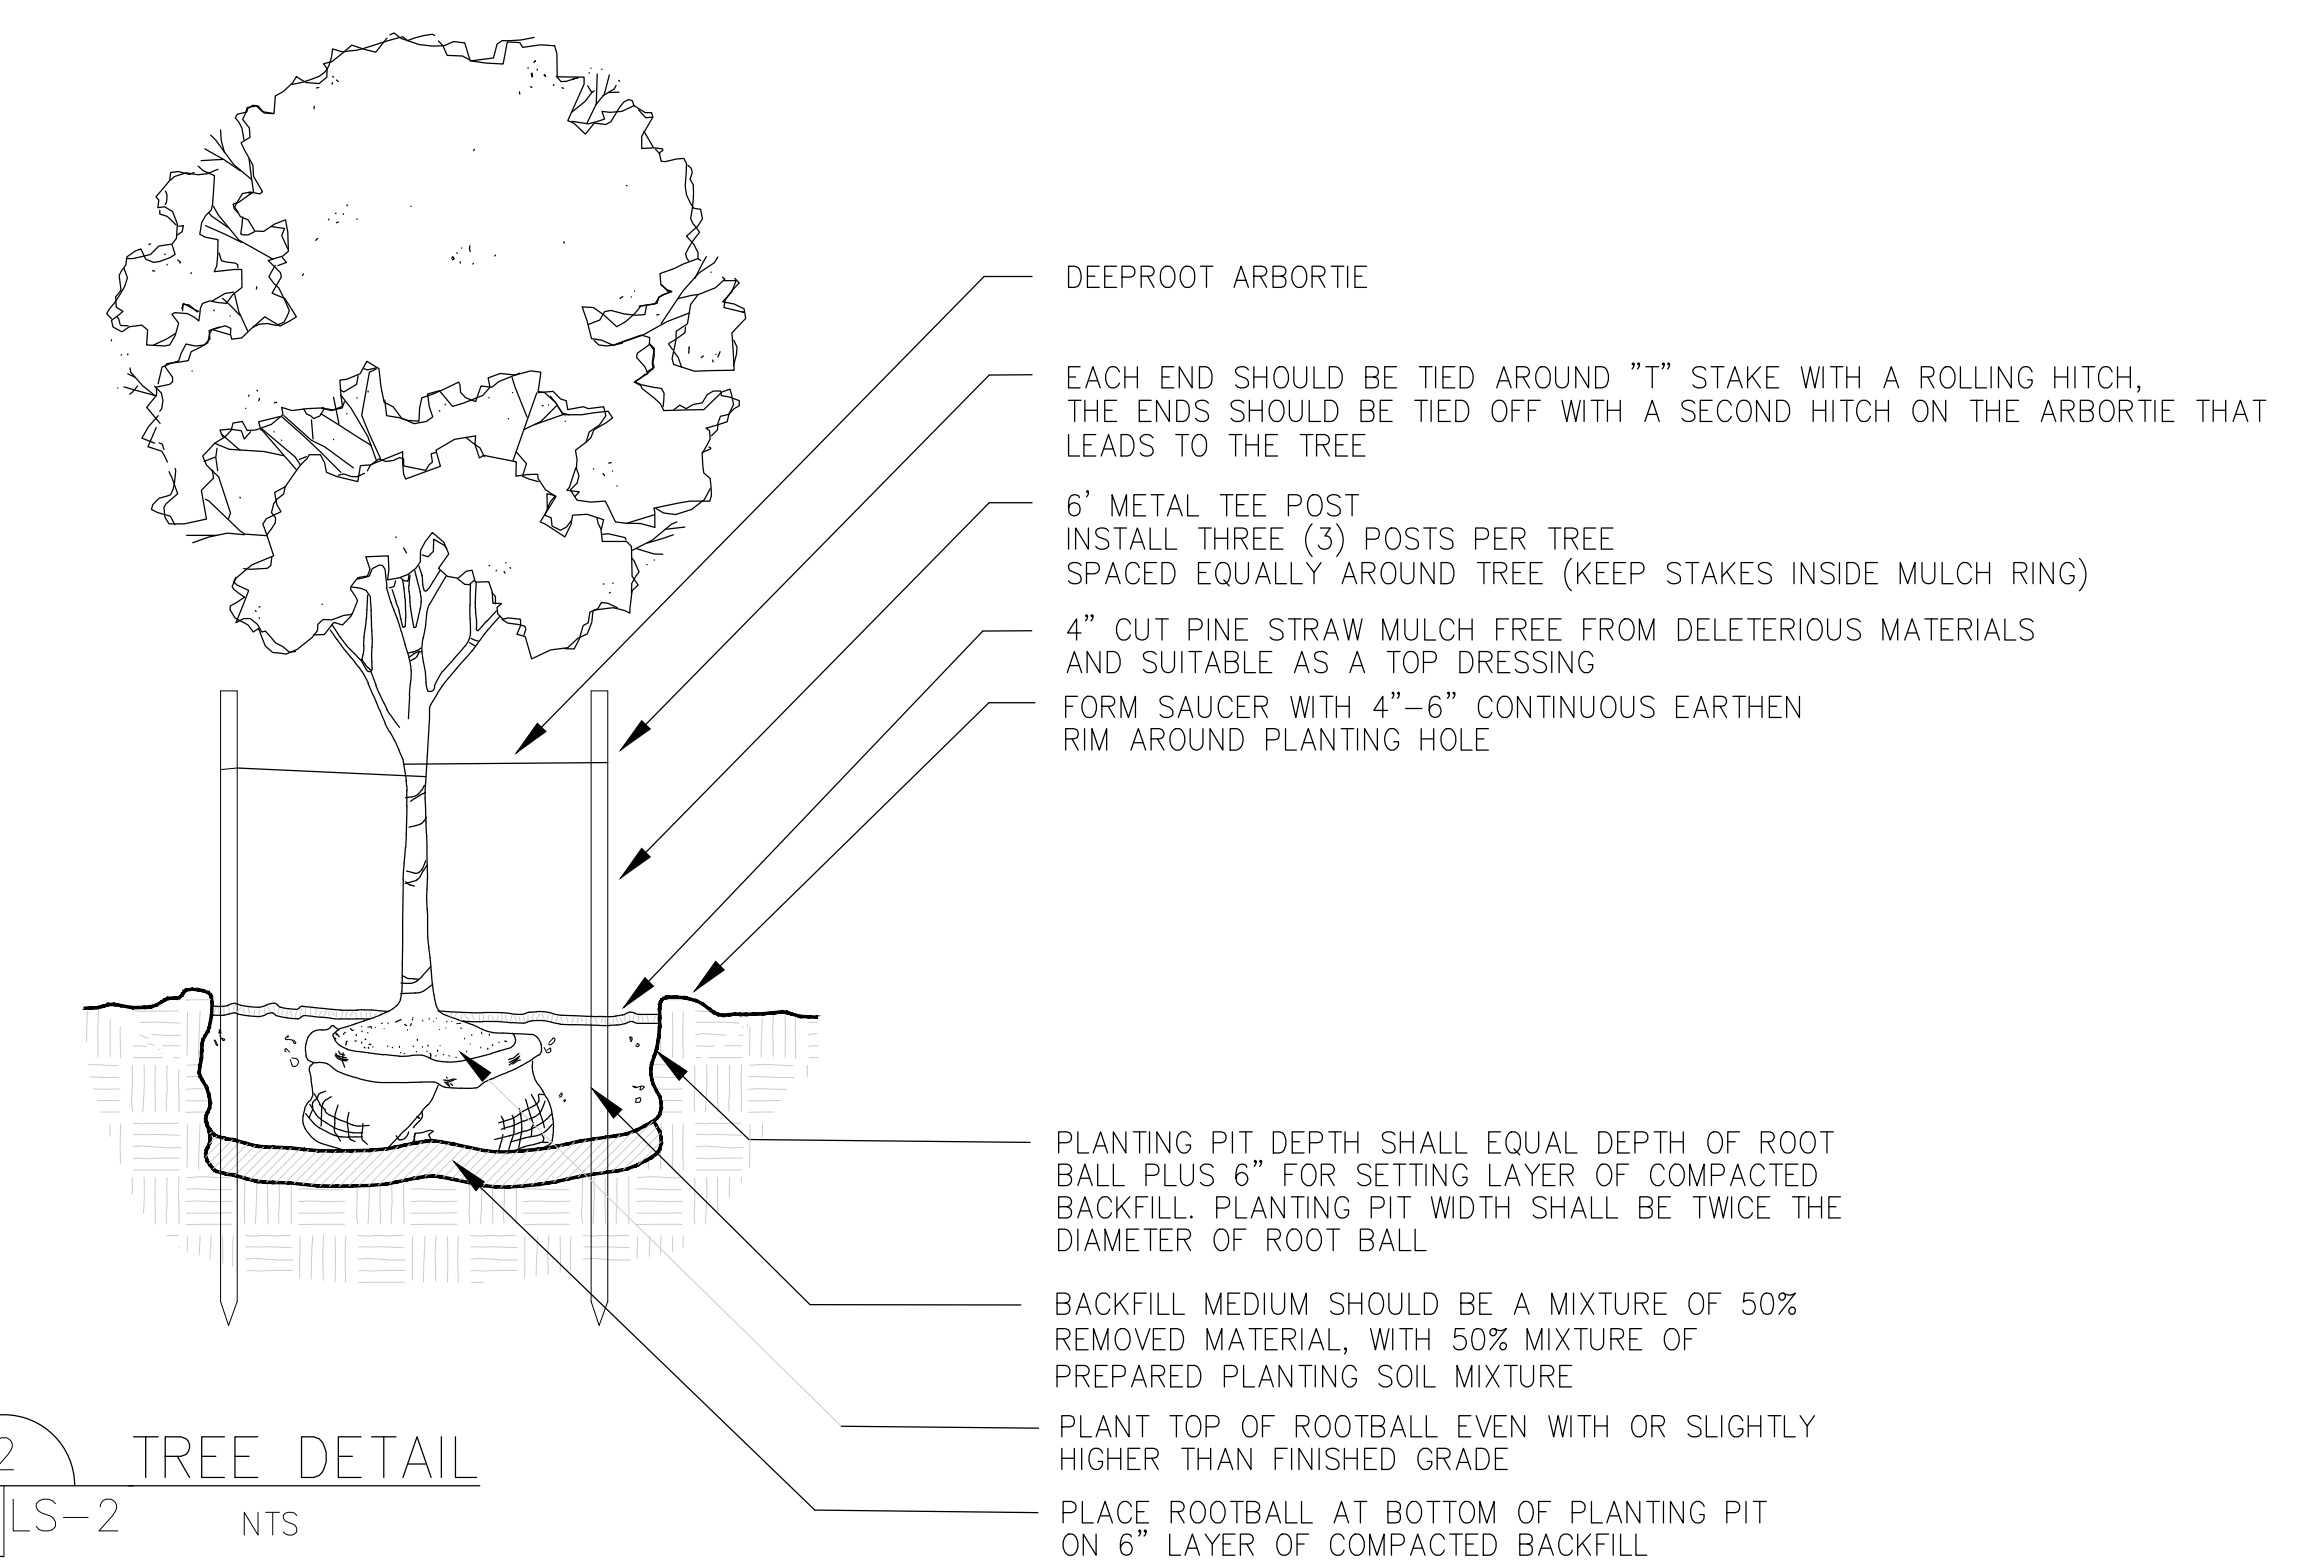 DEEPROOT ARBORTIE
EACH END SHOULD BE TIED AROUND "T" STAKE WITH A ROLLING HITCH,
THE ENDS SHOULD BE TIED OFF WITH A SECOND HITCH ON THE ARBORTIE THAT
LEADS TO THE TREE
6' METAL TEE POST
INSTALL THREE (3) POSTS PER TREE
SPACED EQUALLY AROUND TREE (KEEP STAKES INSIDE MULCH RING)
4" CUT PINE STRAW MULCH FREE FROM DELETERIOUS MATERIALS
AND SUITABLE AS A TOP DRESSING
FORM SAUCER WITH 4"-6" CONTINUOUS EARTHEN
RIM AROUND PLANTING HOLE
PLANTING PIT DEPTH SHALL EQUAL DEPTH OF ROOT
BALL PLUS 6" FOR SETTING LAYER OF COMPACTED
BACKFILL. PLANTING PIT WIDTH SHALL BE TWICE THE
DIAMETER OF ROOT BALL
BACKFILL MEDIUM SHOULD BE A MIXTURE OF 50%
REMOVED MATERIAL, WITH 50% MIXTURE OF
PREPARED PLANTING SOIL MIXTURE
PLANT TOP OF ROOTBALL EVEN WITH OR SLIGHTLY
HIGHER THAN FINISHED GRADE
PLACE ROOTBALL AT BOTTOM OF PLANTING PIT
ON 6" LAYER OF COMPACTED BACKFILL
2
TREE DETAIL
LS-2
NTS